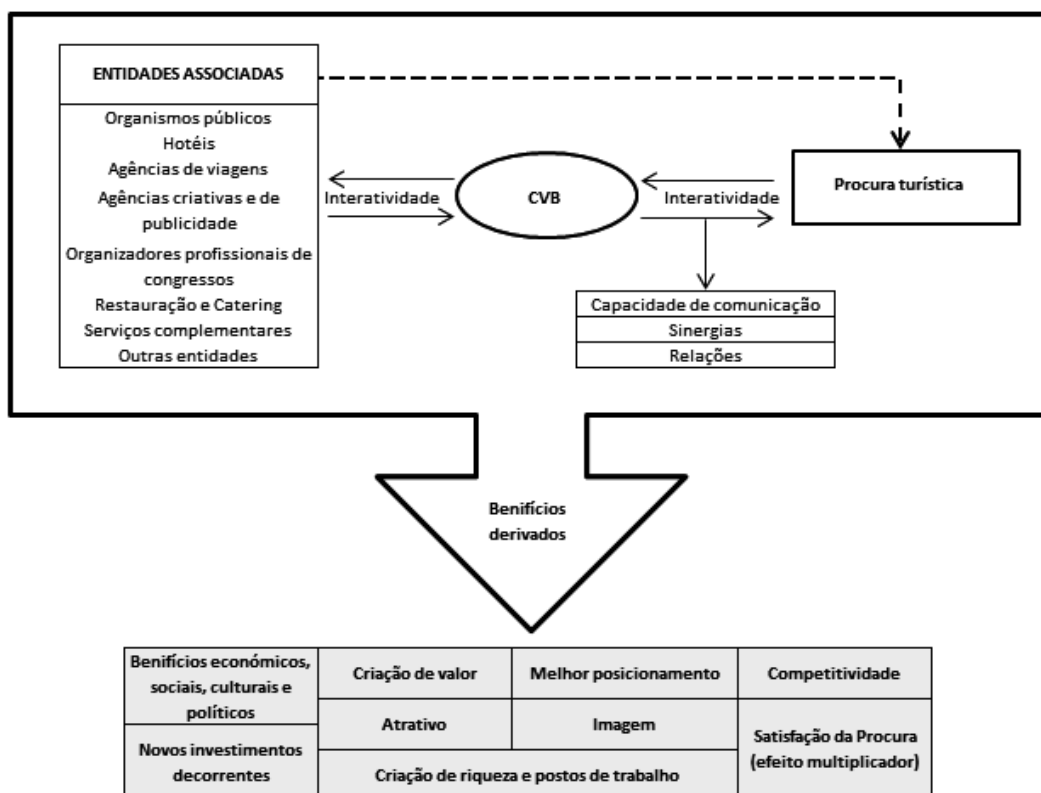 ENTIDADES ASSOCIADAS
Organismos públicos
Hotéis
Agências de viagens
Agências criativas e de
publicidade
Organizadores profissionais de
congressos
Restauração e Catering
Serviços complementares
Outras entidades
Interatividade
CVB
Interatividade
Procura turística
Capacidade de comunicação
Sinergias
Relações
Benifícios
derivados
Benifícios económicos,
sociais, culturais e
políticos
Novos investimentos
decorrentes
Criação de valor
Melhor posicionamento
Competitividade
Atrativo
Imagem
Satisfação da Procura
(efeito multiplicador)
Criação de riqueza e postos de trabalho